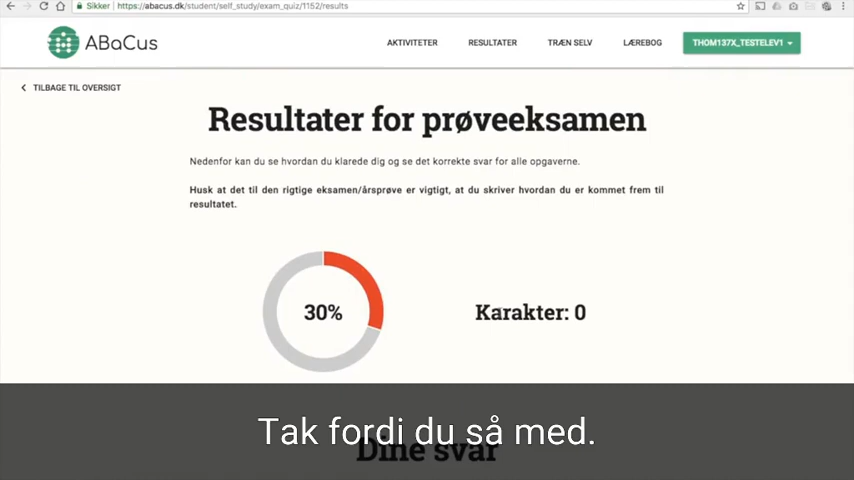 Sikker | https://abacus.dk/student/self_study/exam_quiz/1152/results
ABaCus
AKTIVITETER RESULTATER TRÆN SELV LÆREBOG THOM137X_TESTELEV1
TILBAGE TIL OVERSIGT
Resultater for prøveeksamen
Nedenfor kan du se hvordan du klarede dig og se det korrekte svar for alle opgaverne.
Husk at det til den rigtige eksamen/årsprøve er vigtigt, at du skriver hvordan du er kommet frem til
resultatet.
30% Karakter: 0
Tak fordi du så med.
Dine svar